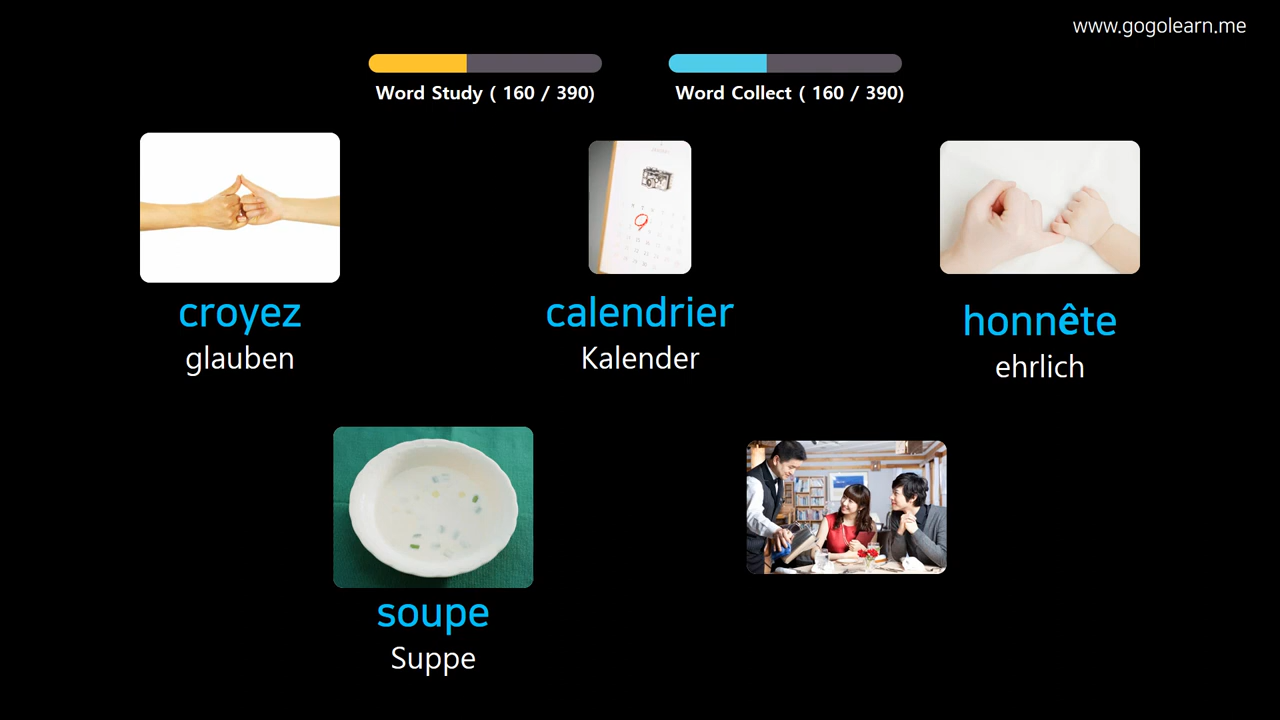 www.gogolearn.me
Word Study ( 160 / 390)
Word Collect ( 160 / 390)
croyez
glauben
calendrier
Kalender
honnête
ehrlich
soupe
Suppe